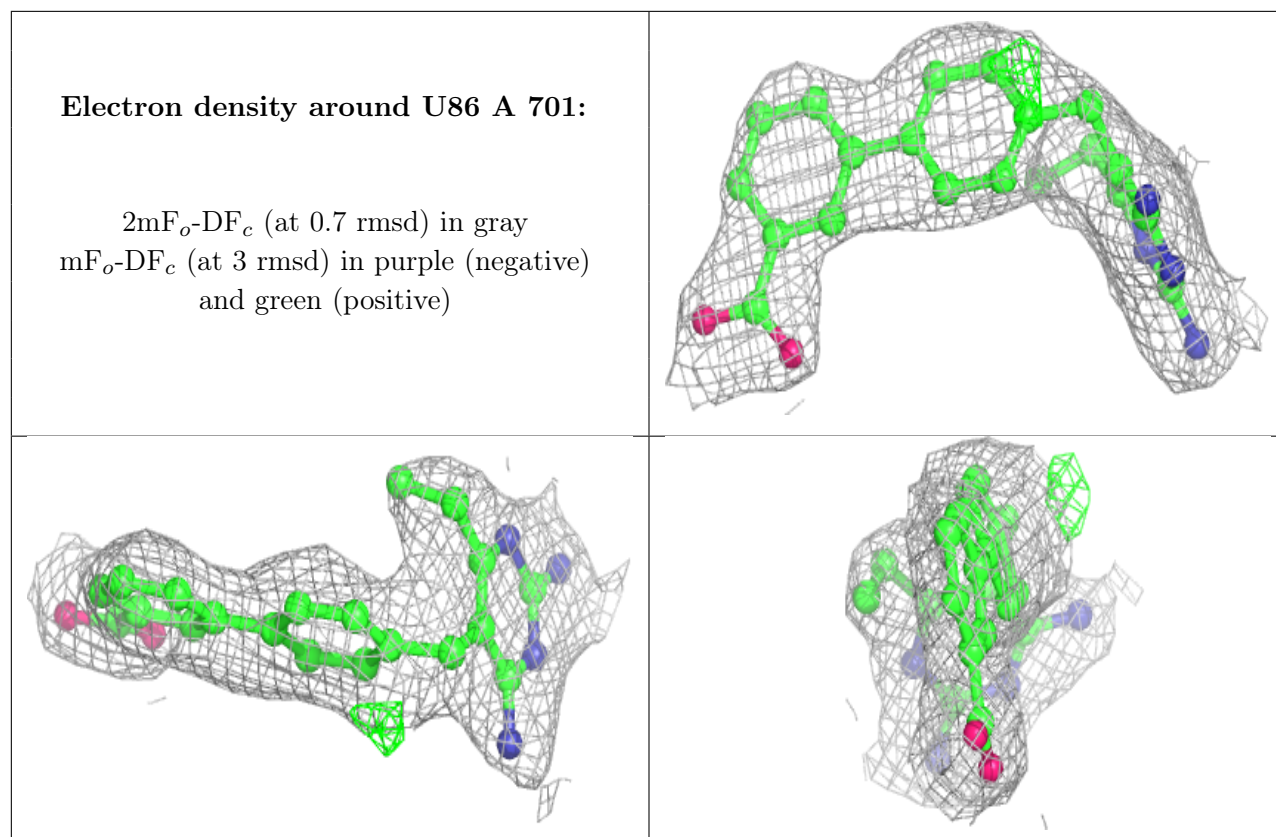 Electron density around U86 A 701:
2mFo-DFc (at 0.7 rmsd) in gray
mFo-DFc (at 3 rmsd) in purple (negative)
and green (positive)